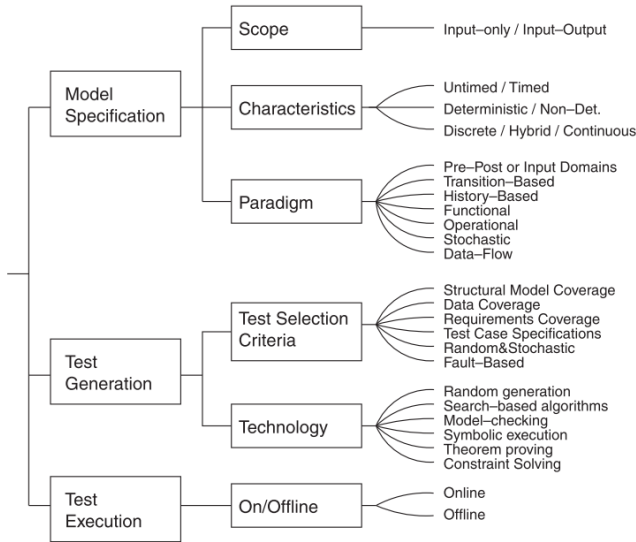 Model
Specification
Scope
Input–only / Input–Output
Characteristics
Untimed / Timed
Deterministic / Non–Det.
Discrete / Hybrid / Continuous
Paradigm
Pre–Post or Input Domains
Transition–Based
History–Based
Functional
Operational
Stochastic
Data–Flow
Test
Generation
Test Selection
Criteria
Structural Model Coverage
Data Coverage
Requirements Coverage
Test Case Specifications
Random&Stochastic
Fault–Based
Technology
Random generation
Search–based algorithms
Model–checking
Symbolic execution
Theorem proving
Constraint Solving
Test
Execution
On/Offline
Online
Offline